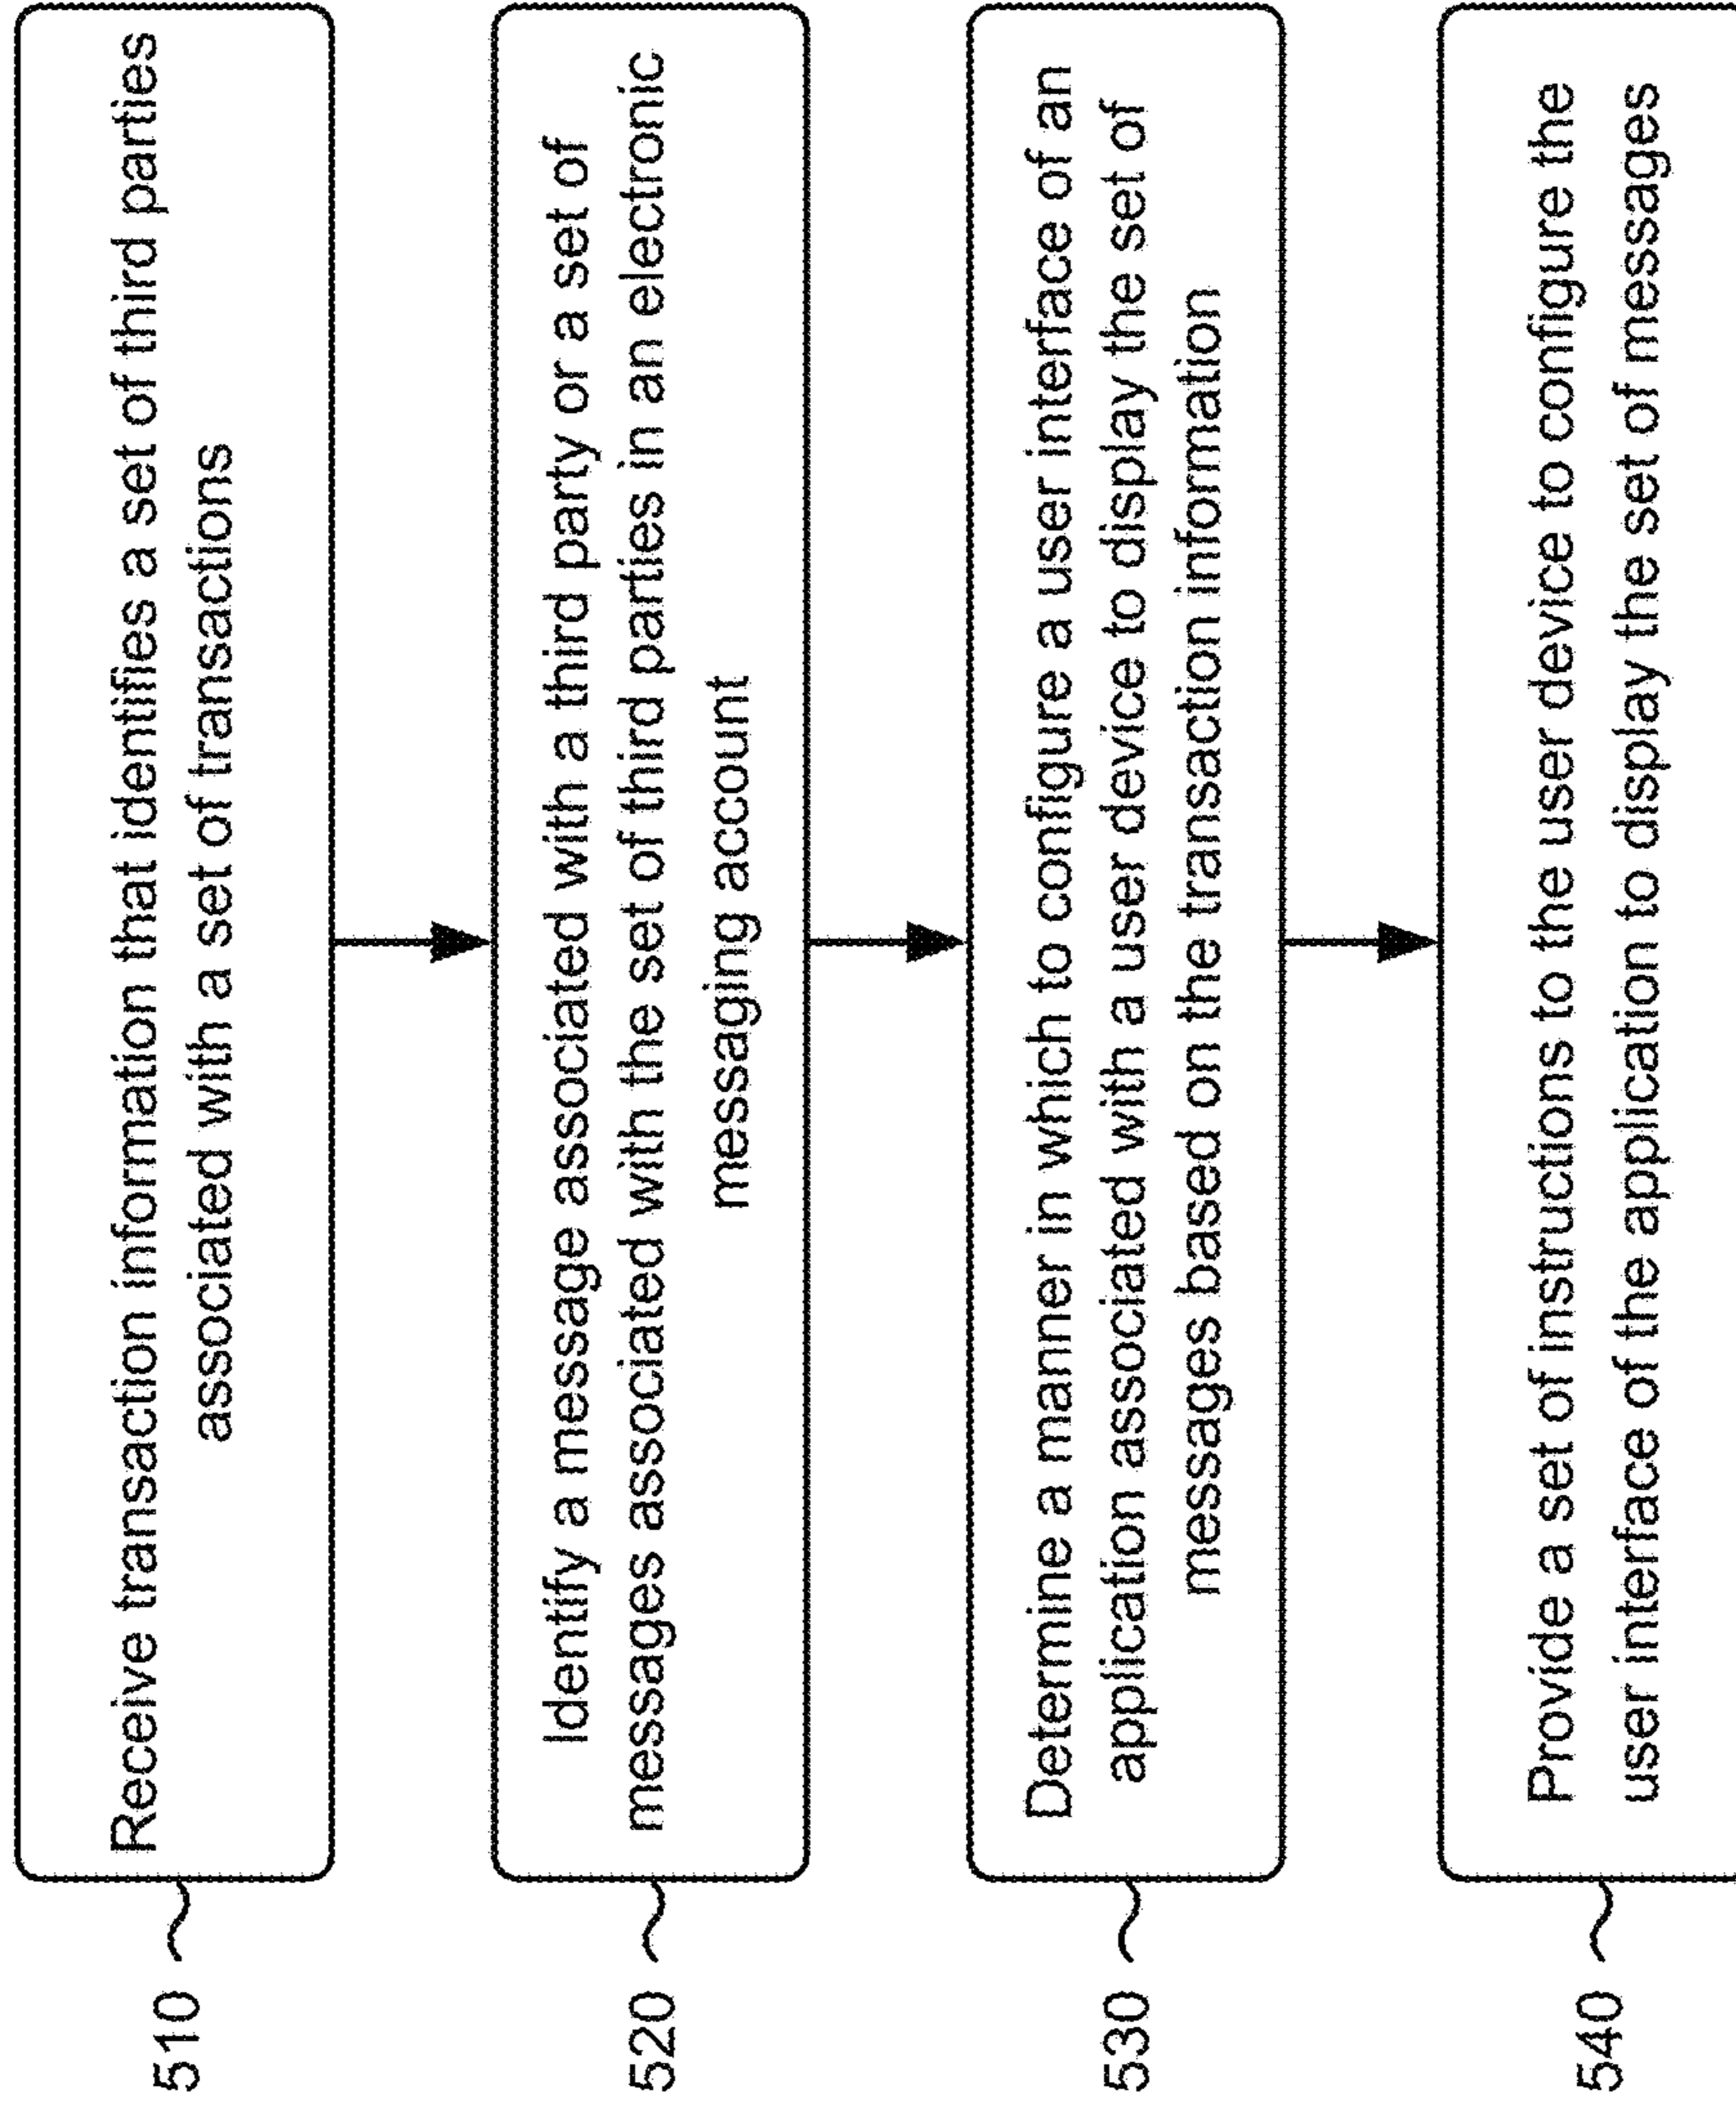 510
Receive transaction information that identifies a set of third parties
associated with a set of transactions
520
Identify a message associated with a third party or a set of
messages associated with the set of third parties in an electronic
messaging account
530
Determine a manner in which to configure a user interface of an
application associated with a user device to display the set of
messages based on the transaction information
540
Provide a set of instructions to the user device to configure the
user interface of the application to display the set of messages